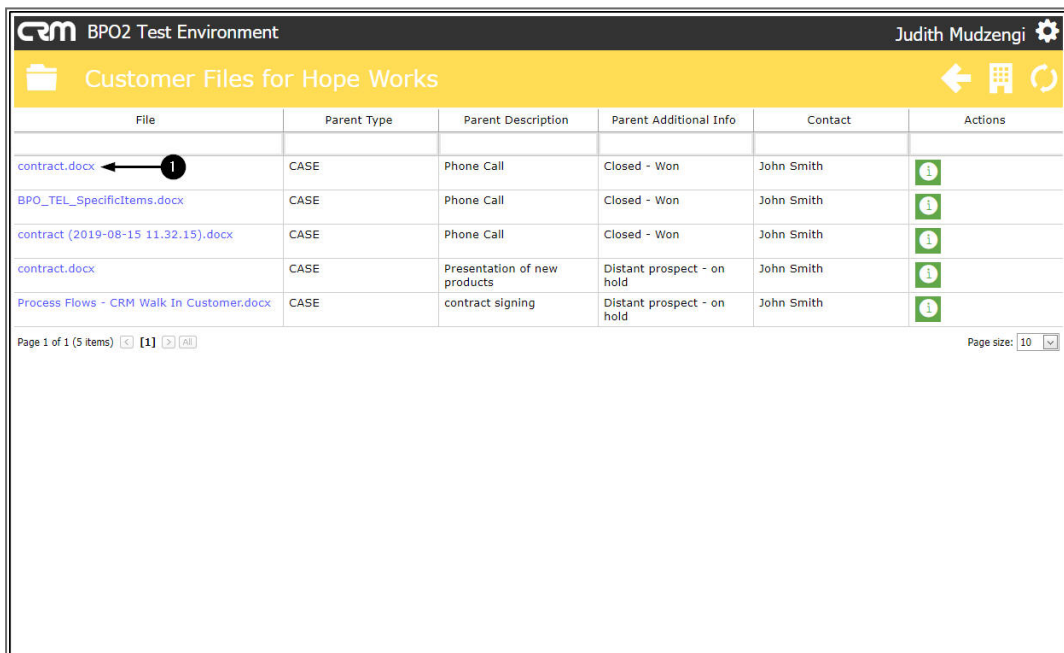 CRM BPO2 Test Environment Judith Mudzengi
Customer Files for Hope Works
File Parent Type Parent Description Parent Additional Info Contact Actions
contract.docx 1 CASE Phone Call Closed - Won John Smith i
BPO_TEL_SpecificItems.docx CASE Phone Call Closed - Won John Smith i
contract (2019-08-15 11.32.15).docx CASE Phone Call Closed - Won John Smith i
contract.docx CASE Presentation of new products Distant prospect - on hold John Smith i
Process Flows - CRM Walk In Customer.docx CASE contract signing Distant prospect - on hold John Smith i
Page 1 of 1 (5 items) < [1] > All Page size: 10